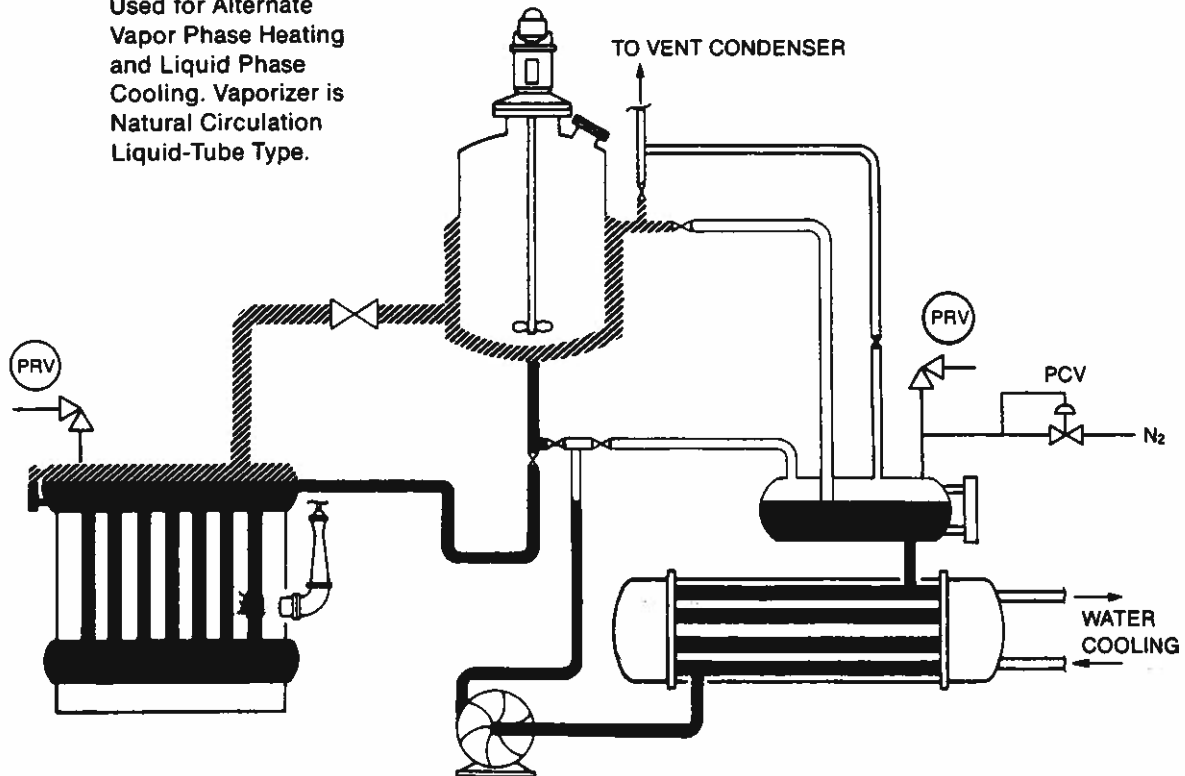 Used for Alternate
Vapor Phase Heating
and Liquid Phase
Cooling. Vaporizer is
Natural Circulation
Liquid-Tube Type.
TO VENT CONDENSER
PRV
PRV
PCV
N₂
WATER
COOLING